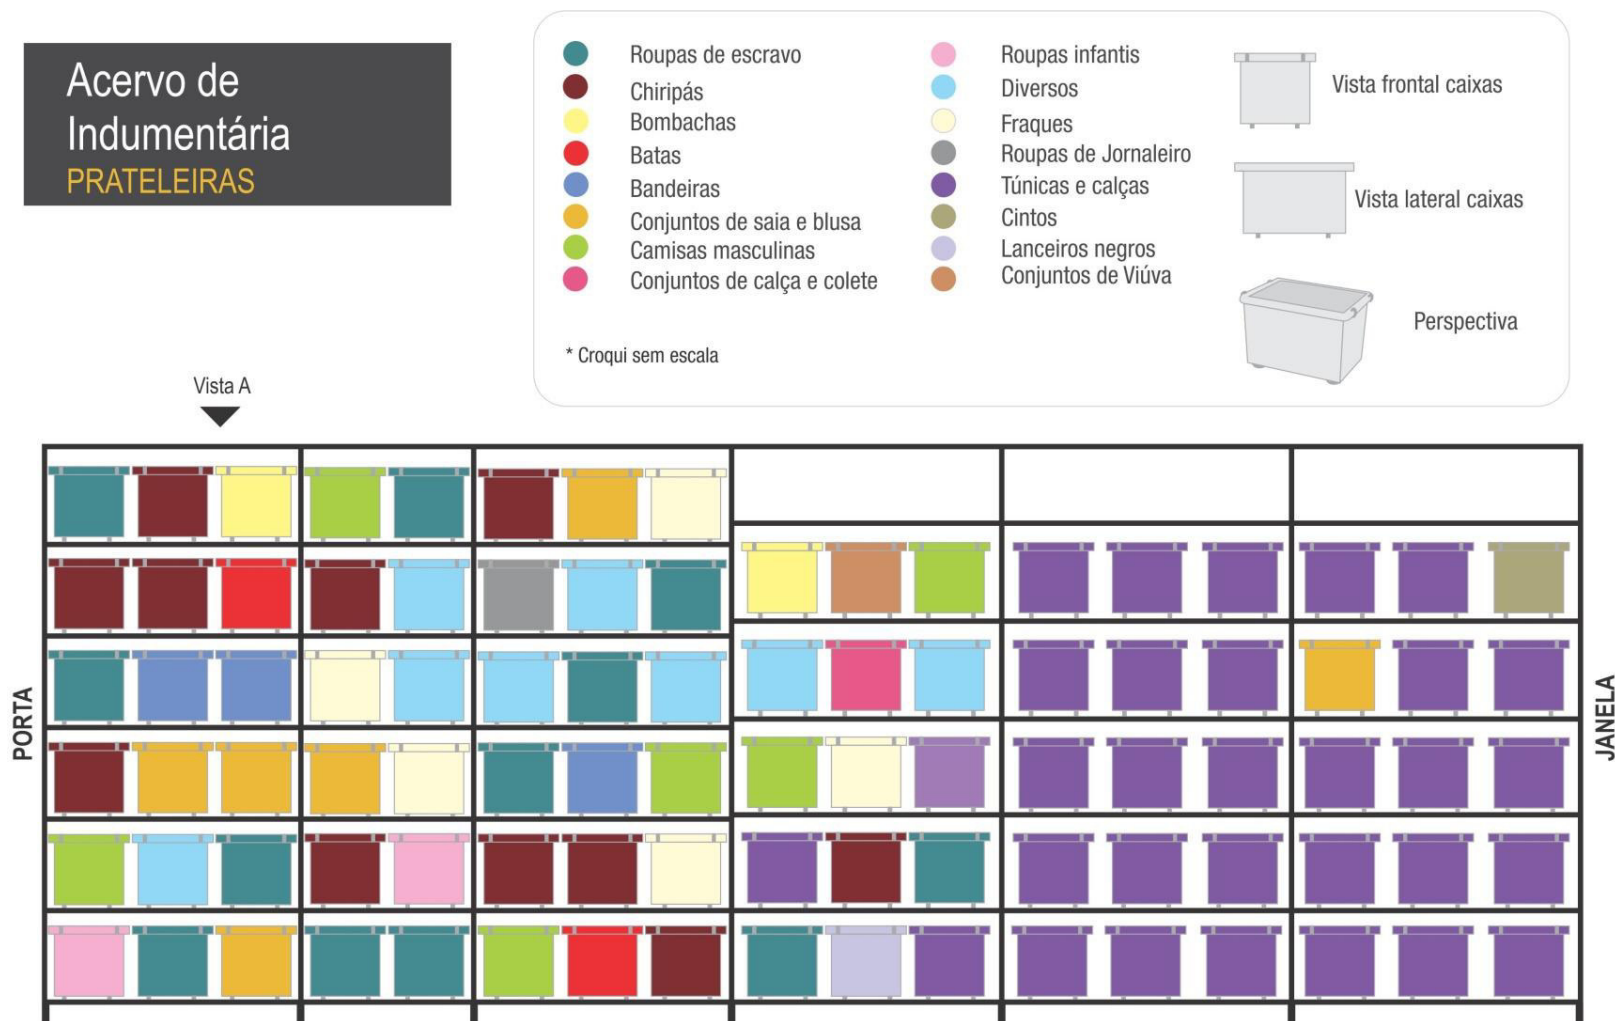 Acervo de
Indumentária
PRATELEIRAS
Roupas de escravo
Chiripás
Bombachas
Batas
Bandeiras
Conjuntos de saia e blusa
Camisas masculinas
Conjuntos de calça e colete
* Croqui sem escala
Roupas infantis
Diversos
Fraques
Roupas de Jornaleiro
Túnicas e calças
Cintos
Lanceiros negros
Conjuntos de Viúva
Vista frontal caixas
Vista lateral caixas
Perspectiva
Vista A
PORTA
JANELA